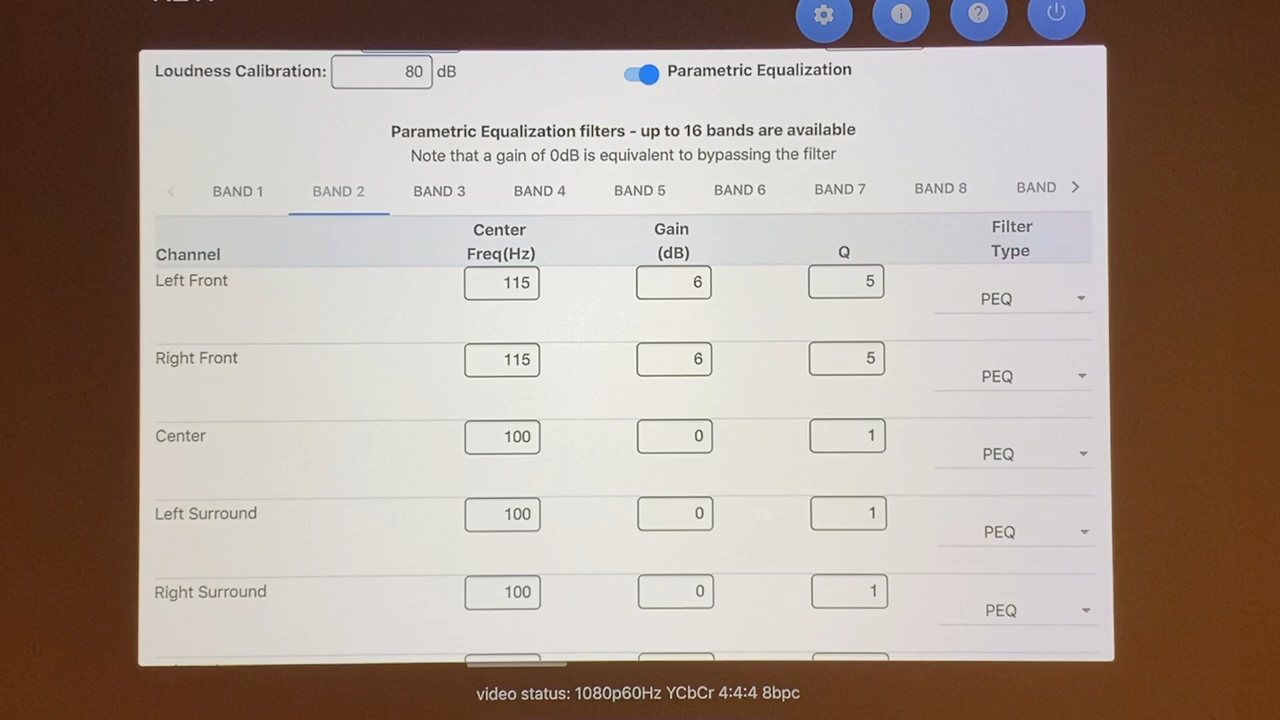 Loudness Calibration: 80 dB
Parametric Equalization
Parametric Equalization filters - up to 16 bands are available
Note that a gain of 0dB is equivalent to bypassing the filter
BAND 1 BAND 2 BAND 3 BAND 4 BAND 5 BAND 6 BAND 7 BAND 8 BAND
Channel Center Freq(Hz) Gain (dB) Q Filter Type
Left Front 115 6 5 PEQ
Right Front 115 6 5 PEQ
Center 100 0 1 PEQ
Left Surround 100 0 1 PEQ
Right Surround 100 0 1 PEQ
video status: 1080p60Hz YCbCr 4:4:4 8bpc